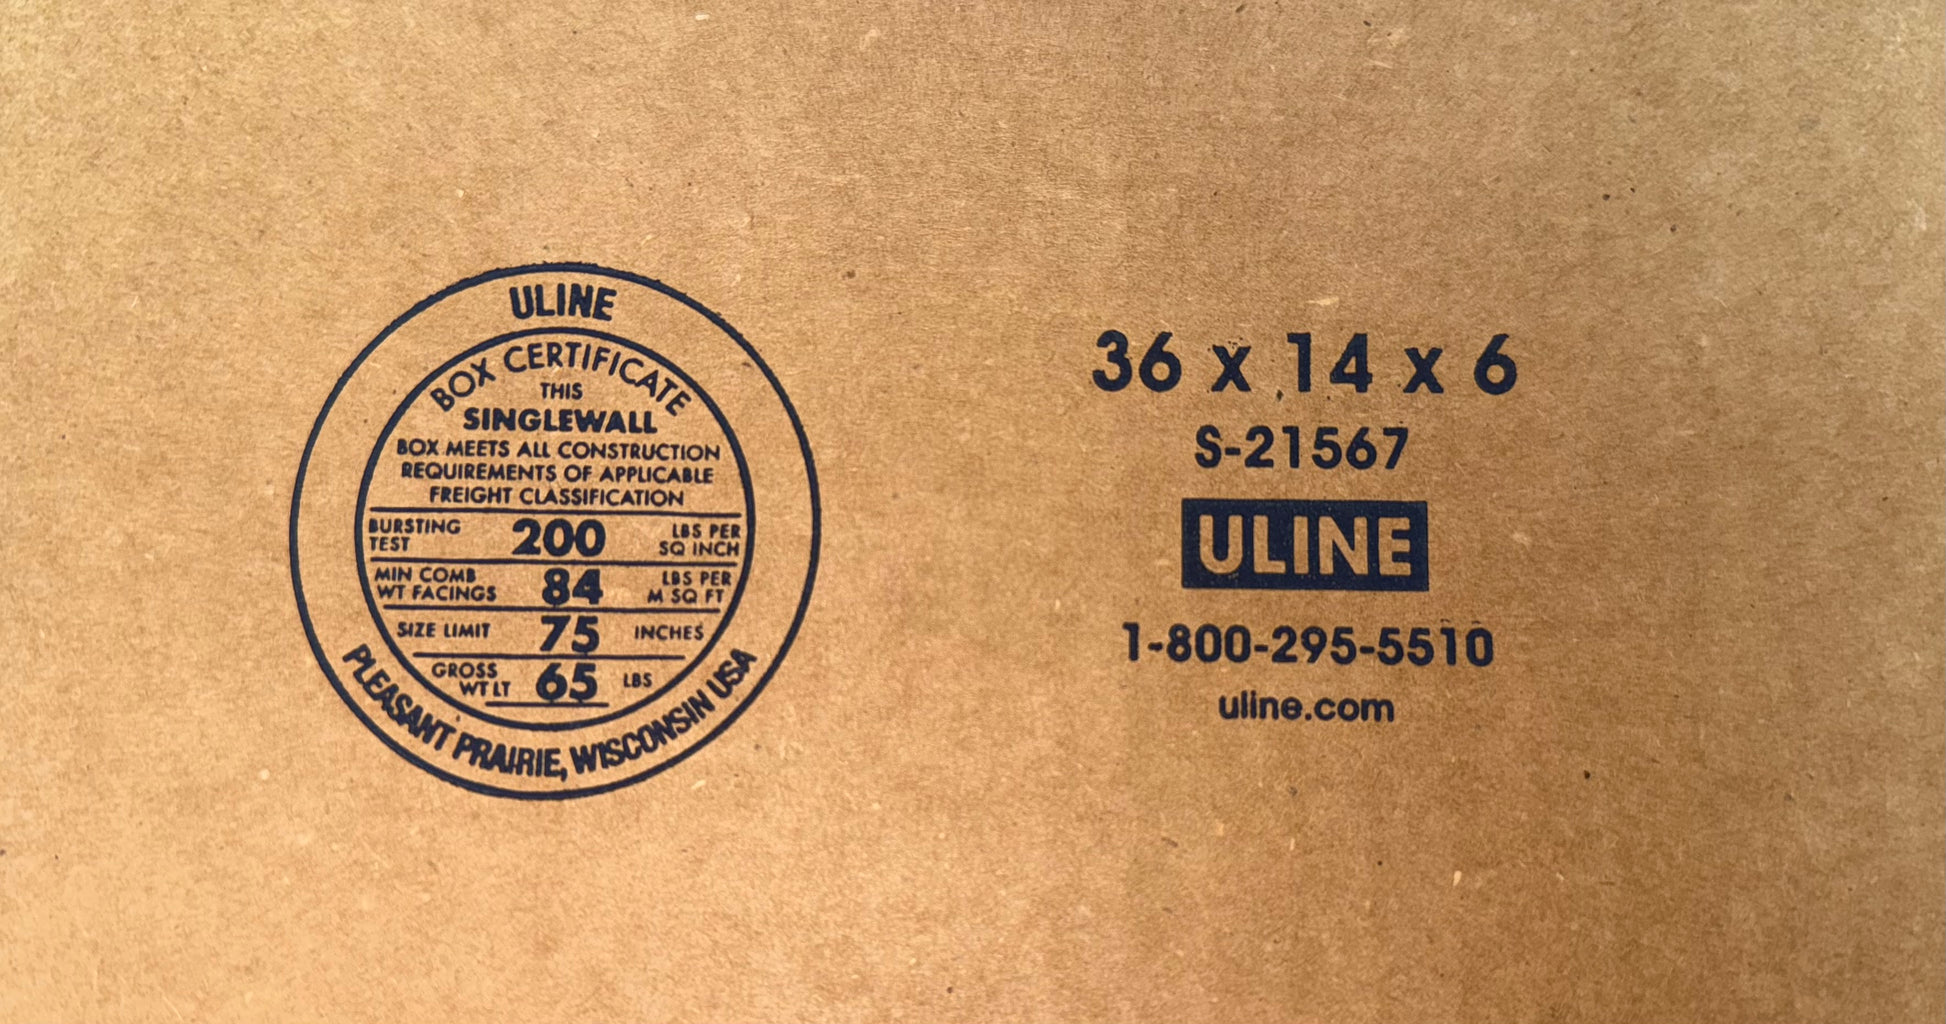 ULINE
BOX CERTIFICATE
THIS
SINGLEWALL
BOX MEETS ALL CONSTRUCTION
REQUIREMENTS OF APPLICABLE
FREIGHT CLASSIFICATION
BURSTING TEST 200 LBS PER SQ INCH
MIN COMB WT FACINGS 84 LBS PER M SQ FT
SIZE LIMIT 75 INCHES
GROSS WT LT 65 LBS
PLEASANT PRAIRIE, WISCONSIN USA
36 x 14 x 6
S-21567
ULINE
1-800-295-5510
uline.com